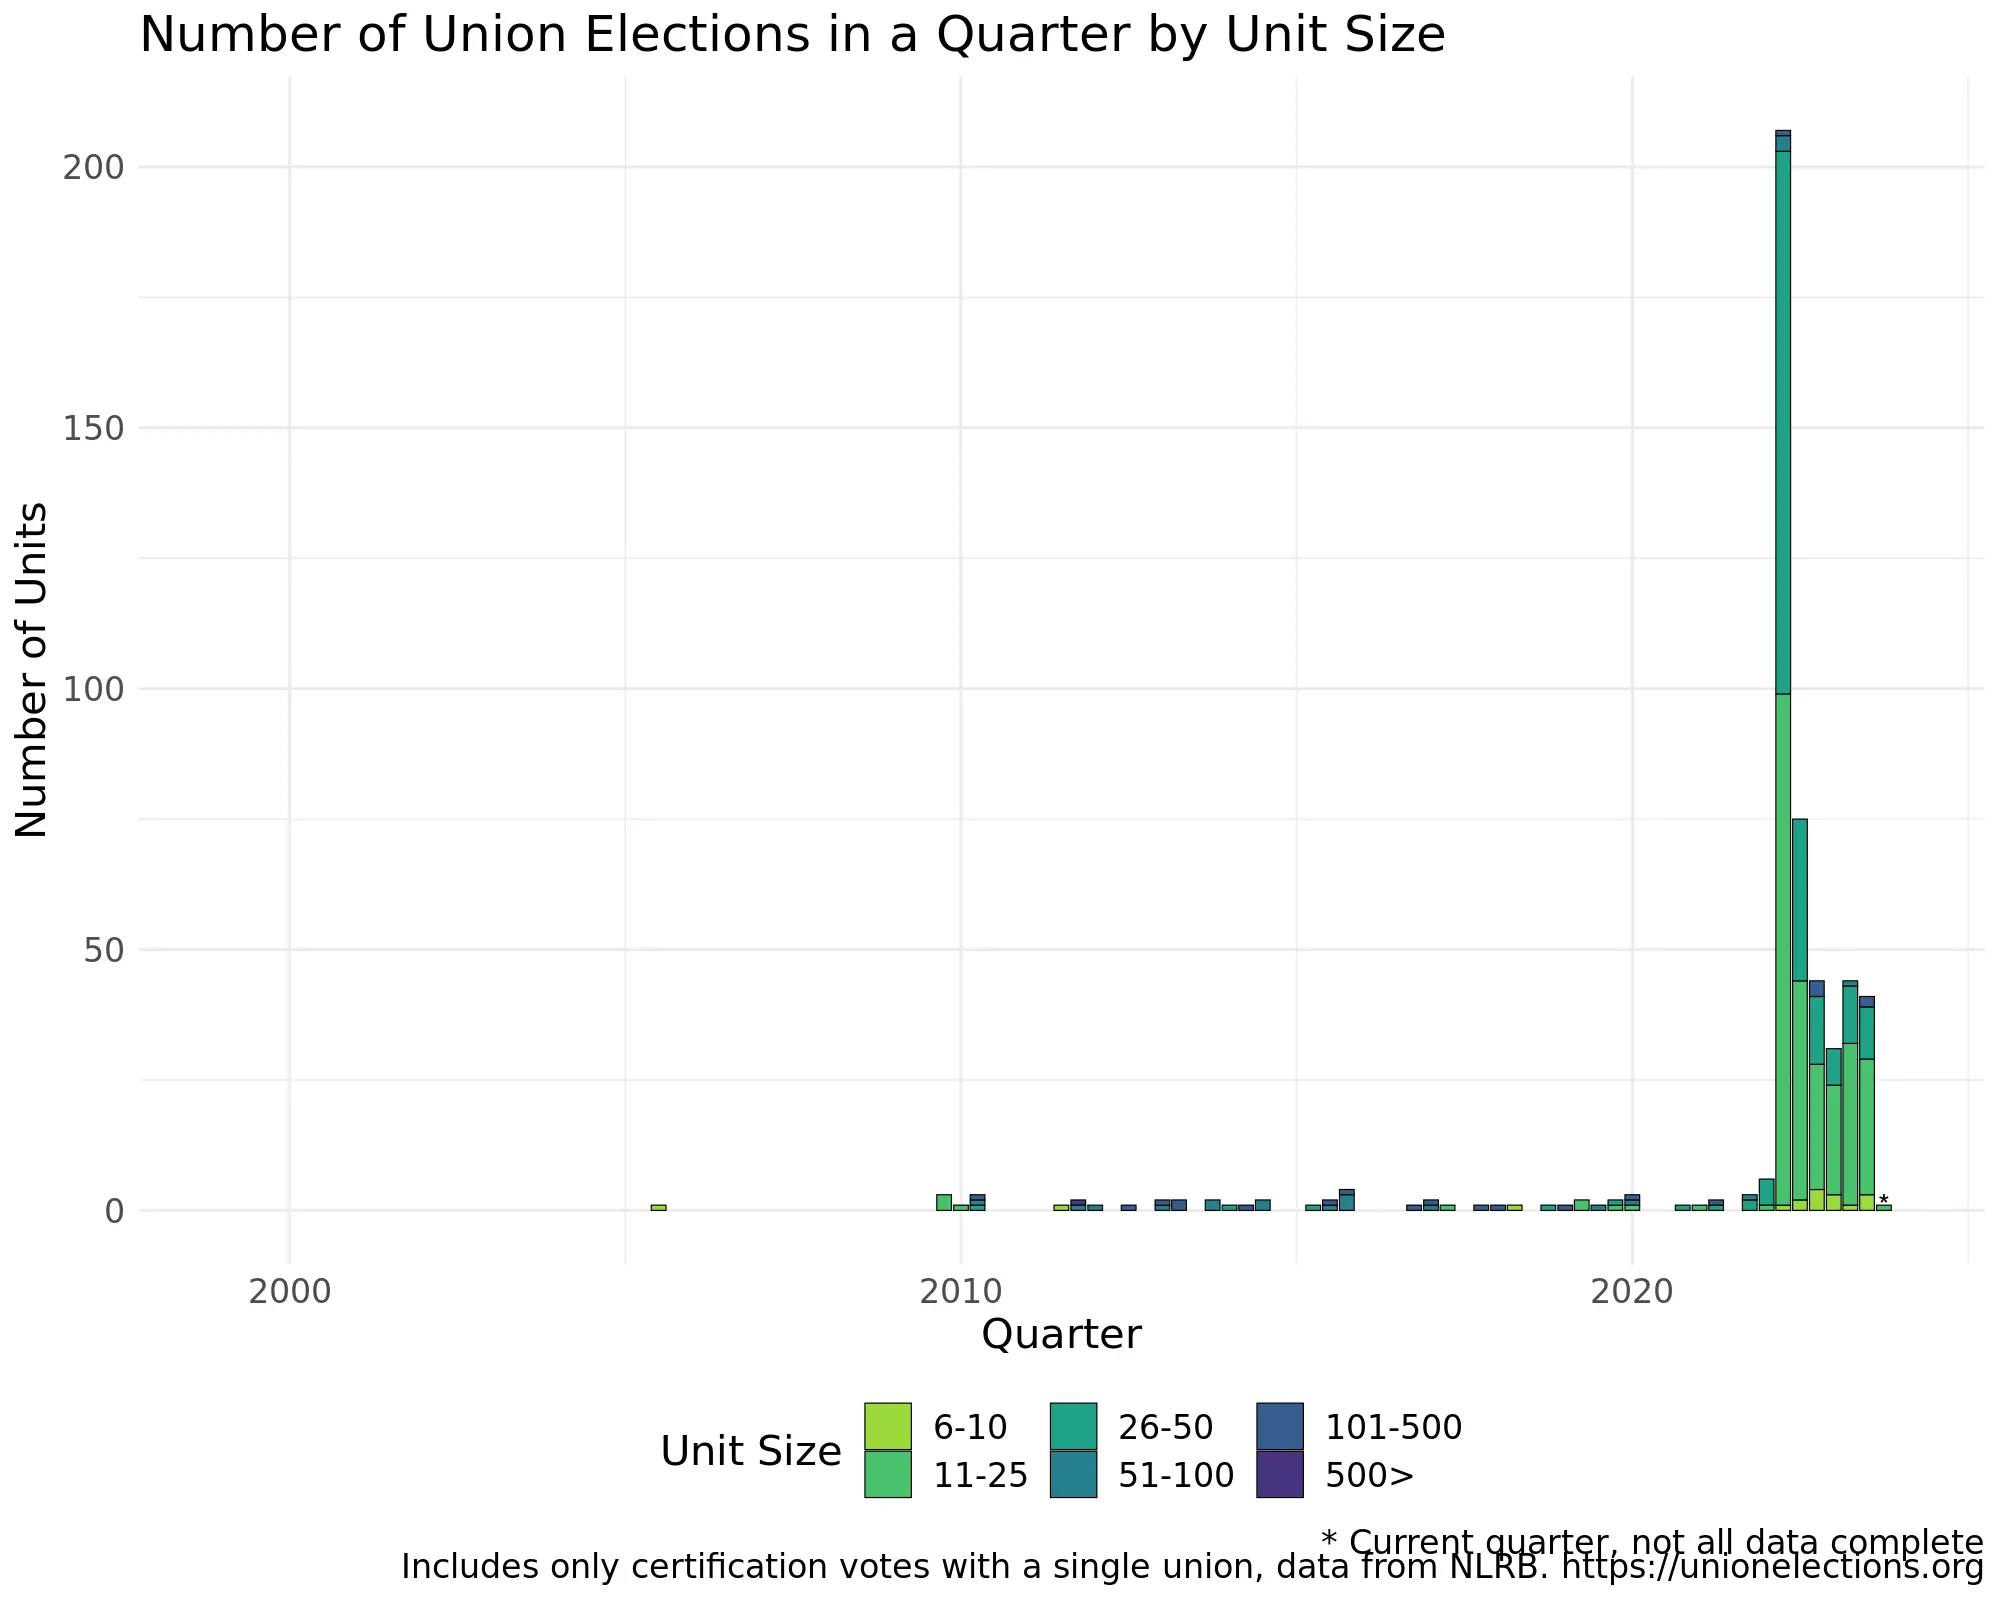 Number of Union Elections in a Quarter by Unit Size
Number of Units
200
150
100
50
0
*
2000 2010 2020
Quarter
Unit Size
6-10 26-50 101-500
11-25 51-100 500>
* Current quarter, not all data complete
Includes only certification votes with a single union, data from NLRB. https://unionelections.org